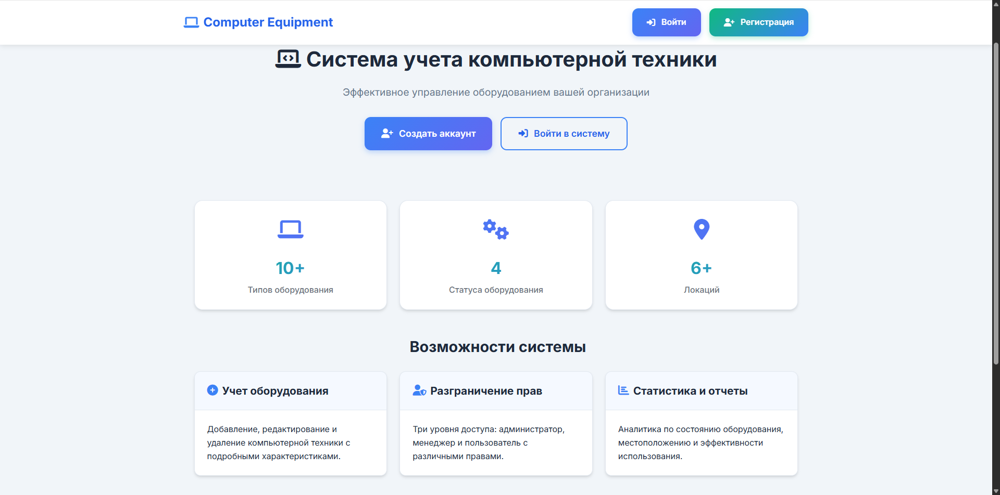 Computer Equipment
Войти
Регистрация
Система учета компьютерной техники
Эффективное управление оборудованием вашей организации
Создать аккаунт
Войти в систему
10+
Типов оборудования
4
Статуса оборудования
6+
Локаций
Возможности системы
Учет оборудования
Добавление, редактирование и
удаление компьютерной техники с
подробными характеристиками.
Разграничение прав
Три уровня доступа: администратор,
менеджер и пользователь с
различными правами.
Статистика и отчеты
Аналитика по состоянию оборудования,
местоположению и эффективности
использования.